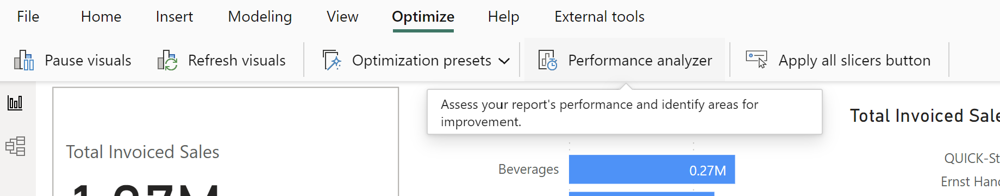 File Home Insert Modeling View Optimize Help External tools
Pause visuals Refresh visuals Optimization presets Performance analyzer Apply all slicers button
Assess your report's performance and identify areas for
improvement.
Total Invoiced Sales
Total Invoiced Sale
Beverages 0.27M
QUICK-St
Ernst Hand